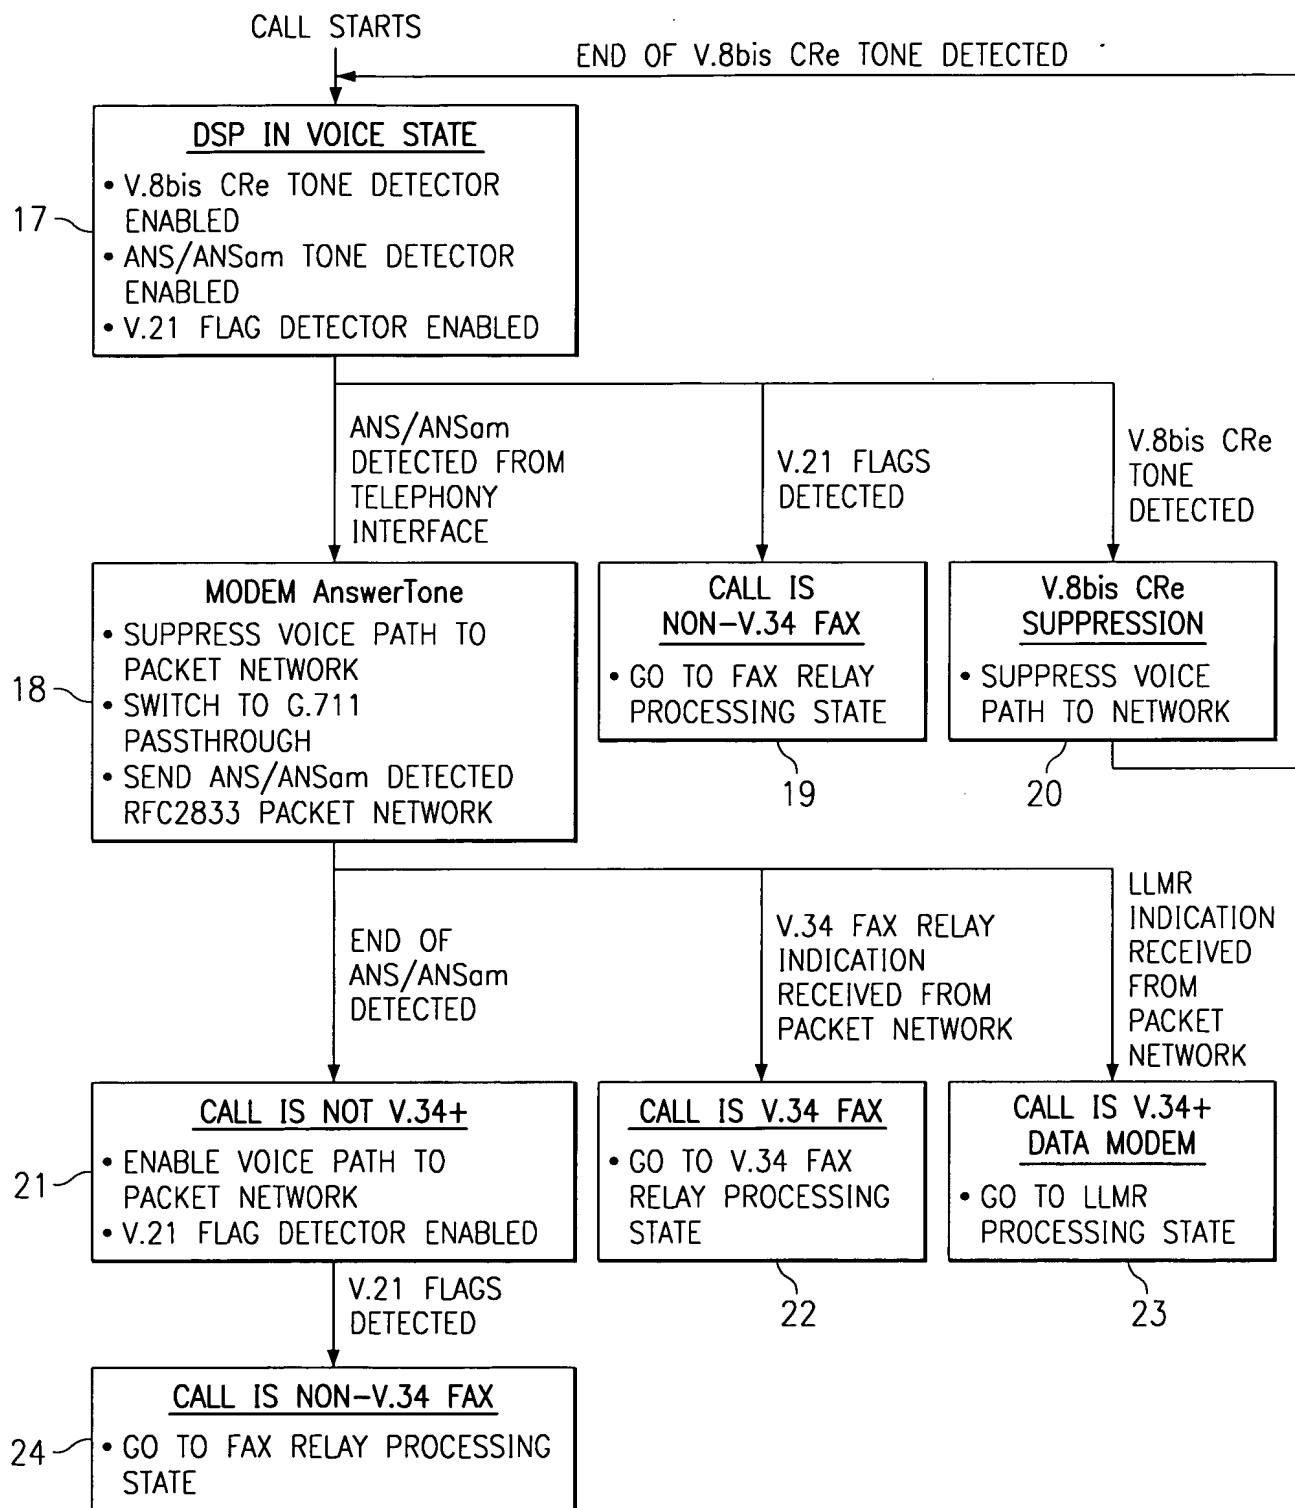 CALL STARTS
END OF V.8bis CRe TONE DETECTED
DSP IN VOICE STATE
• V.8bis CRe TONE DETECTOR
ENABLED
• ANS/ANSam TONE DETECTOR
ENABLED
• V.21 FLAG DETECTOR ENABLED
17
ANS/ANSam
DETECTED FROM
TELEPHONY
INTERFACE
V.21 FLAGS
DETECTED
V.8bis CRe
TONE
DETECTED
MODEM AnswerTone
• SUPPRESS VOICE PATH TO
PACKET NETWORK
• SWITCH TO G.711
PASSTHROUGH
• SEND ANS/ANSam DETECTED
RFC2833 PACKET NETWORK
18
CALL IS
NON-V.34 FAX
• GO TO FAX RELAY
PROCESSING STATE
19
V.8bis CRe
SUPPRESSION
• SUPPRESS VOICE
PATH TO NETWORK
20
END OF
ANS/ANSam
DETECTED
V.34 FAX RELAY
INDICATION
RECEIVED FROM
PACKET NETWORK
LLMR
INDICATION
RECEIVED
FROM
PACKET
NETWORK
CALL IS NOT V.34+
• ENABLE VOICE PATH TO
PACKET NETWORK
• V.21 FLAG DETECTOR ENABLED
21
CALL IS V.34 FAX
• GO TO V.34 FAX
RELAY PROCESSING
STATE
22
CALL IS V.34+
DATA MODEM
• GO TO LLMR
PROCESSING STATE
23
V.21 FLAGS
DETECTED
CALL IS NON-V.34 FAX
• GO TO FAX RELAY PROCESSING
STATE
24